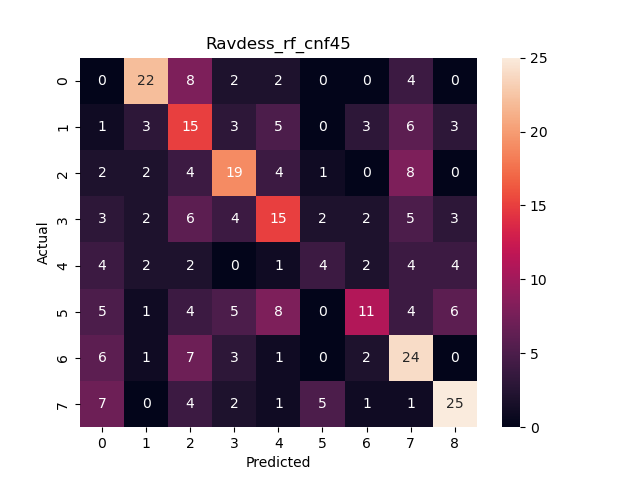 Ravdess_rf_cnf45
0 0 22 8 2 2 0 0 4 0
1 1 3 15 3 5 0 3 6 3
2 2 2 4 19 4 1 0 8 0
3 3 2 6 4 15 2 2 5 3
4 4 2 2 0 1 4 2 4 4
5 5 1 4 5 8 0 11 4 6
6 6 1 7 3 1 0 2 24 0
7 7 0 4 2 1 5 1 1 25
0 1 2 3 4 5 6 7 8
Actual
Predicted
25
20
15
10
5
0